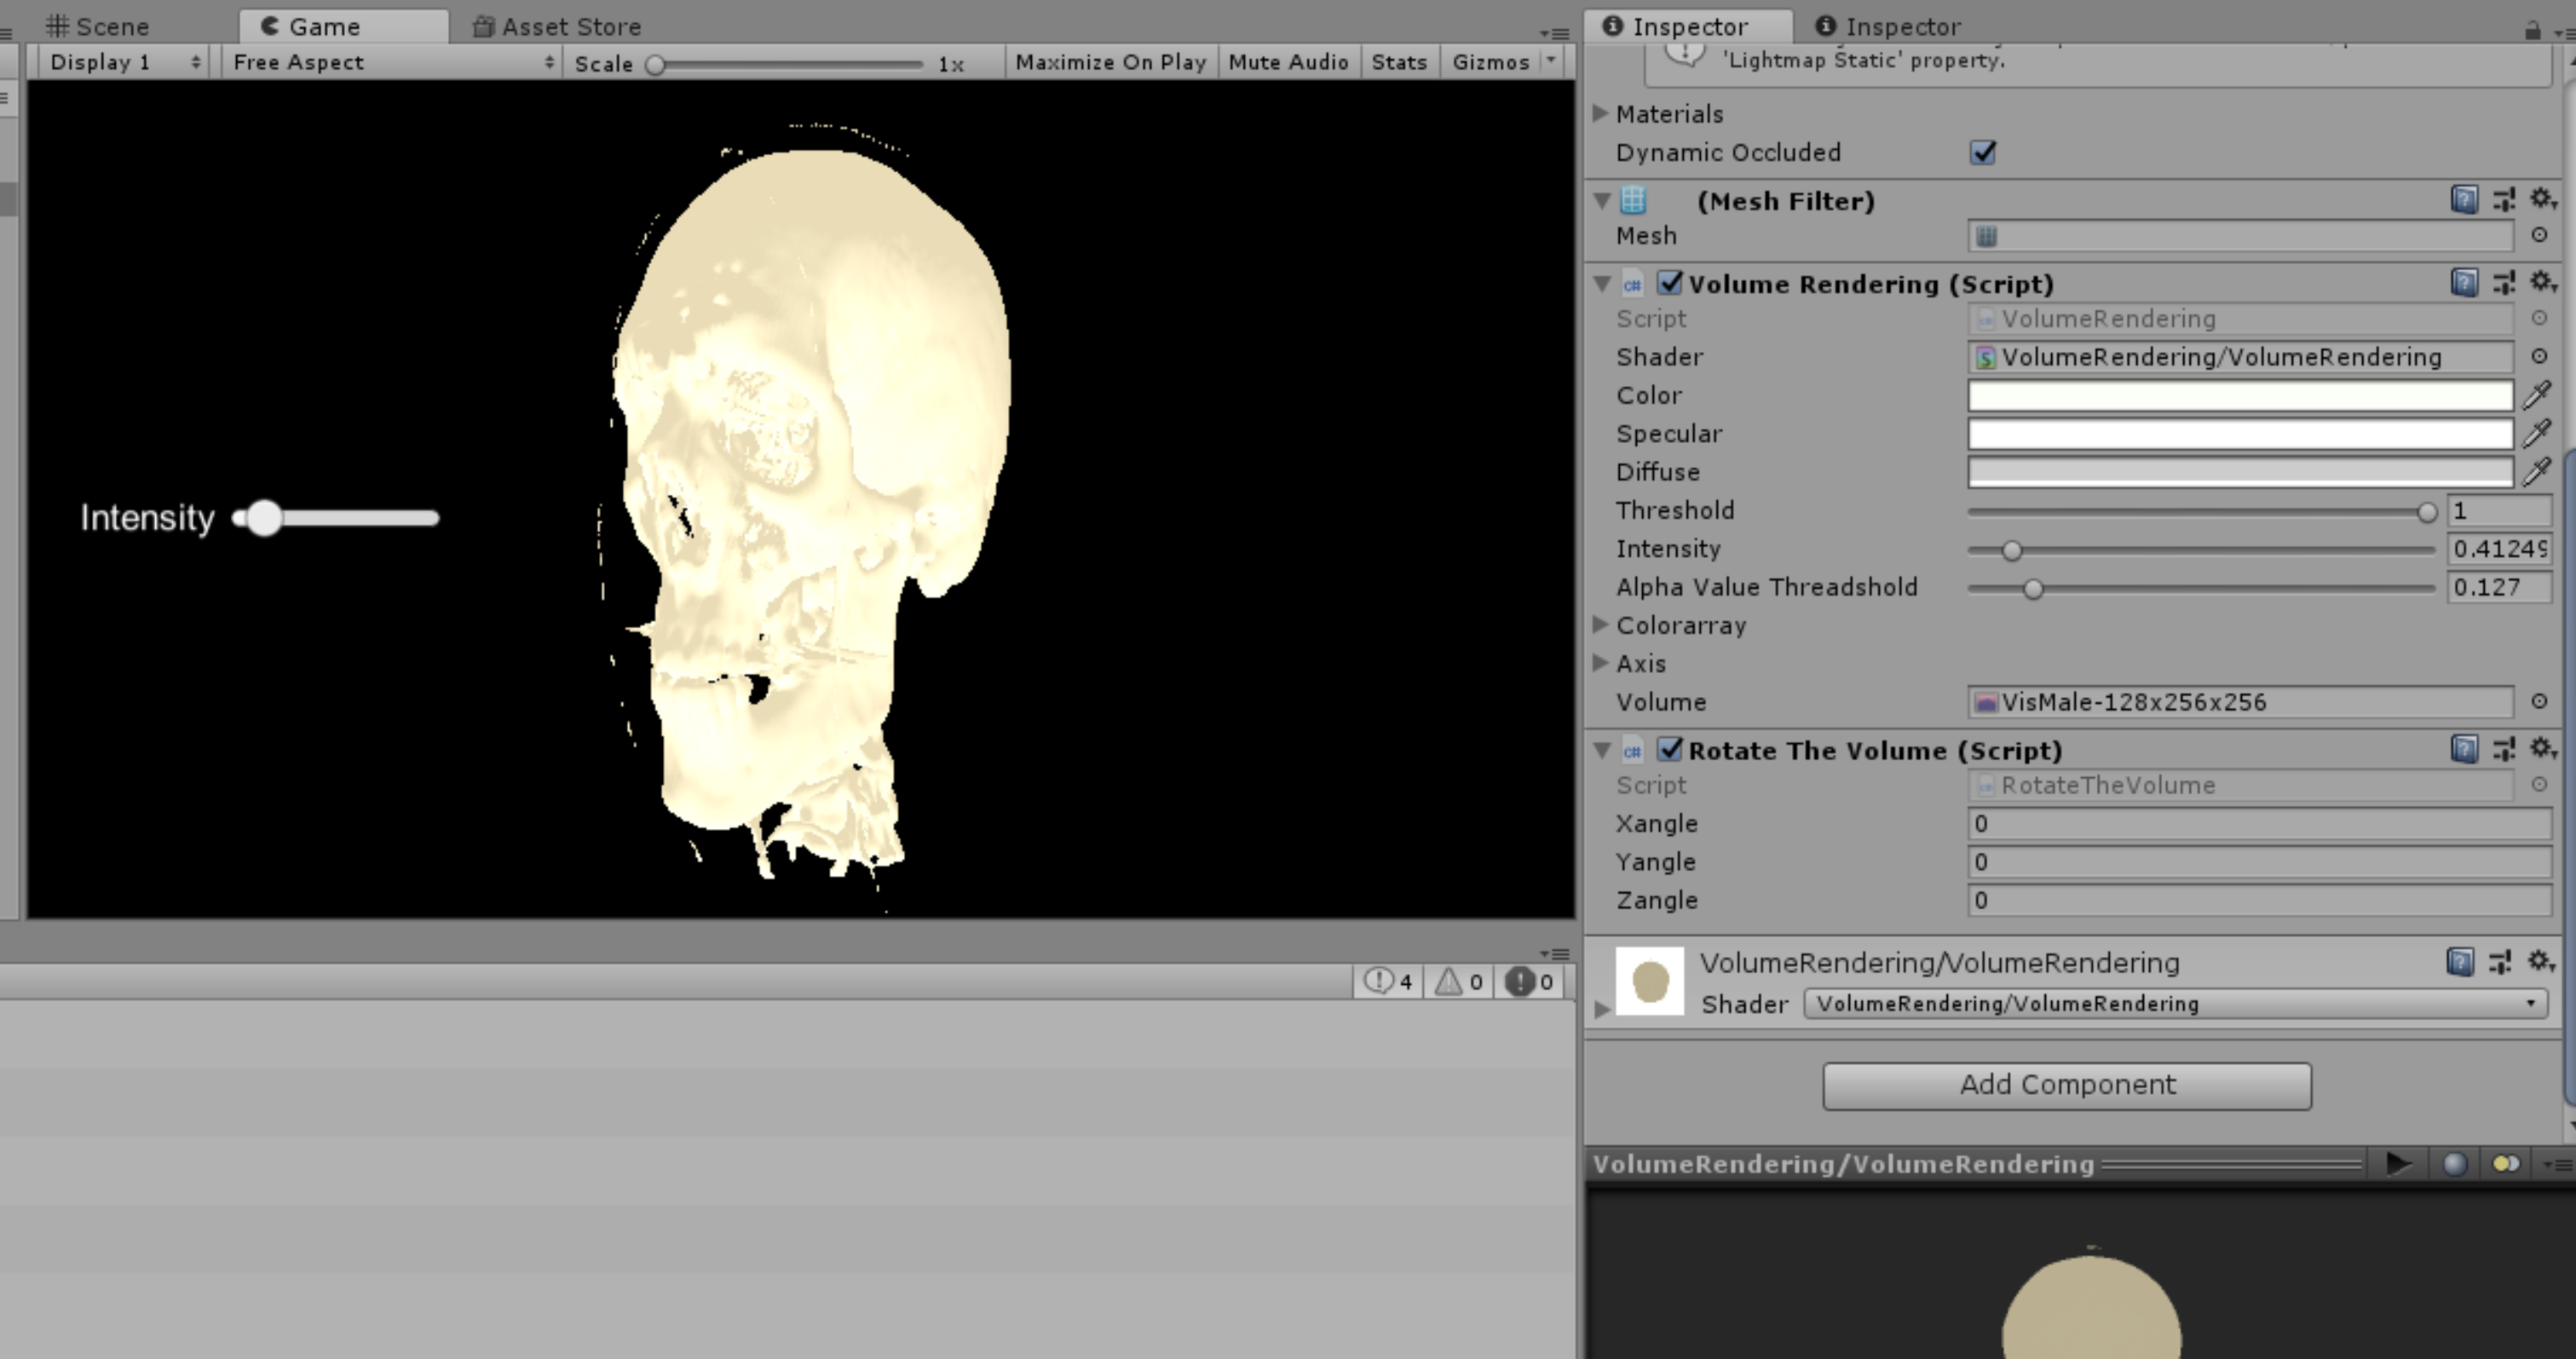 Scene
Game
Asset Store
Display 1
Free Aspect
Scale
1x
Maximize On Play
Mute Audio
Stats
Gizmos
Intensity
4
0
0
Inspector
Inspector
'Lightmap Static' property.
Materials
Dynamic Occluded
(Mesh Filter)
Mesh
Volume Rendering (Script)
Script
VolumeRendering
Shader
VolumeRendering/VolumeRendering
Color
Specular
Diffuse
Threshold
1
Intensity
0.41249
Alpha Value Threadshold
0.127
Colorarray
Axis
Volume
VisMale-128x256x256
Rotate The Volume (Script)
Script
RotateTheVolume
Xangle
0
Yangle
0
Zangle
0
VolumeRendering/VolumeRendering
Shader
VolumeRendering/VolumeRendering
Add Component
VolumeRendering/VolumeRendering